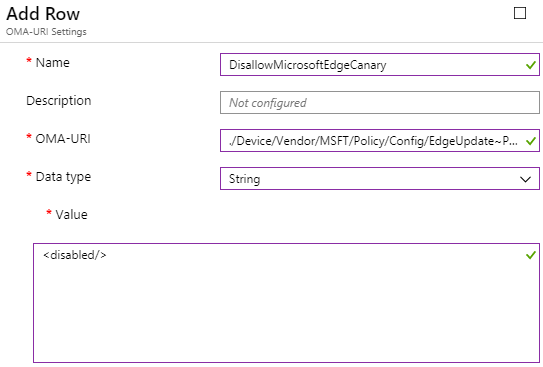 Add Row
OMA-URI Settings
* Name
DisallowMicrosoftEdgeCanary
Description
Not configured
* OMA-URI
./Device/Vendor/MSFT/Policy/Config/EdgeUpdate~P...
* Data type
String
* Value
<disabled/>